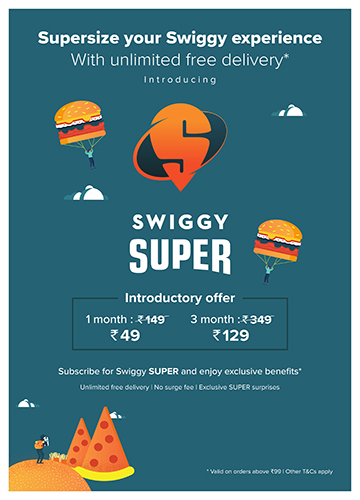 Supersize your Swiggy experience
With unlimited free delivery*
Introducing
SWIGGY
SUPER
Introductory offer
1 month : ₹149 3 month : ₹349
₹49 ₹129
Subscribe for Swiggy SUPER and enjoy exclusive benefits*
Unlimited free delivery | No surge fee | Exclusive SUPER surprises
* Valid on orders above ₹99 | Other T&Cs apply